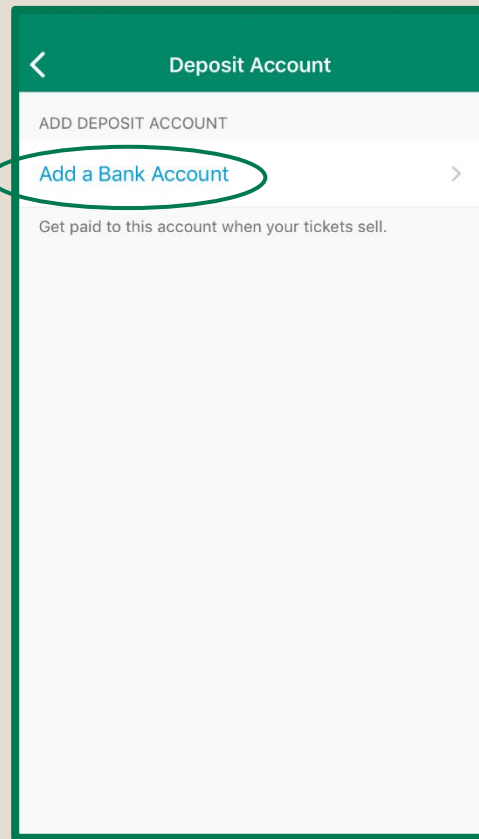 Deposit Account
ADD DEPOSIT ACCOUNT
Add a Bank Account
Get paid to this account when your tickets sell.